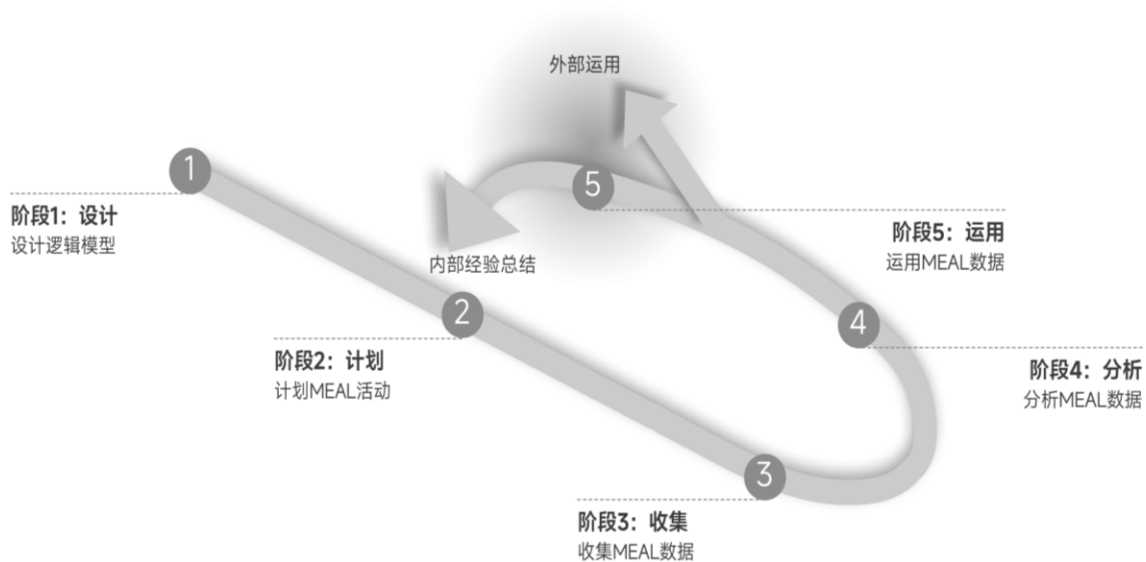 外部运用
1
阶段1：设计
设计逻辑模型
5
阶段5：运用
运用MEAL数据
内部经验总结
2
阶段2：计划
计划MEAL活动
4
阶段4：分析
分析MEAL数据
3
阶段3：收集
收集MEAL数据